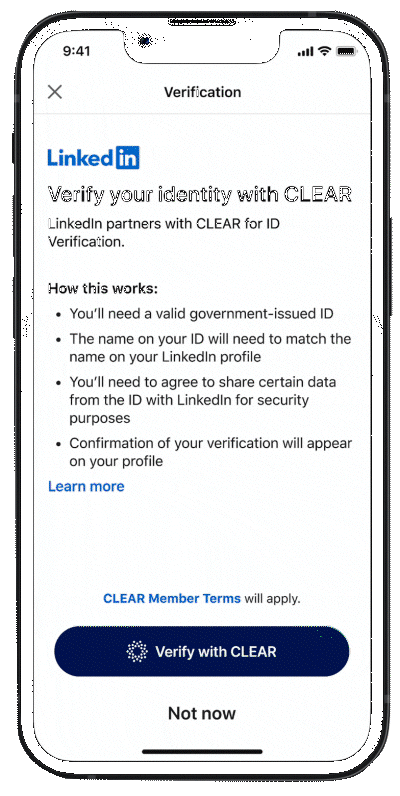 9:41
Verification
Linked in
Verify your identity with CLEAR
LinkedIn partners with CLEAR for ID
Verification.
How this works:
• You’ll need a valid government-issued ID
• The name on your ID will need to match the
name on your LinkedIn profile
• You’ll need to agree to share certain data
from the ID with LinkedIn for security
purposes
• Confirmation of your verification will appear
on your profile
Learn more
CLEAR Member Terms will apply.
Verify with CLEAR
Not now